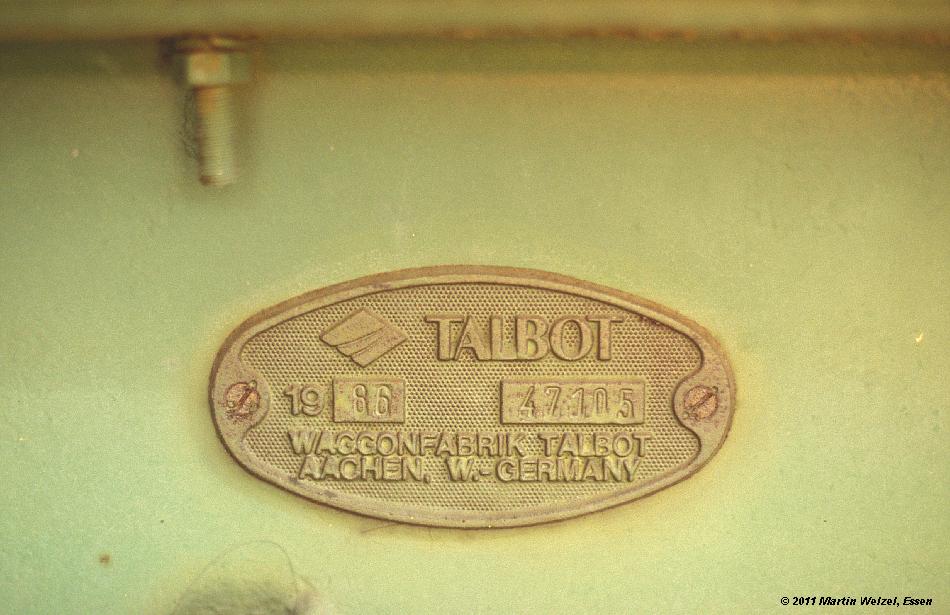 TALBOT
19 86 47105
WAGGONFABRIK TALBOT
AACHEN, W.-GERMANY
© 2011 Martin Welzel, Essen